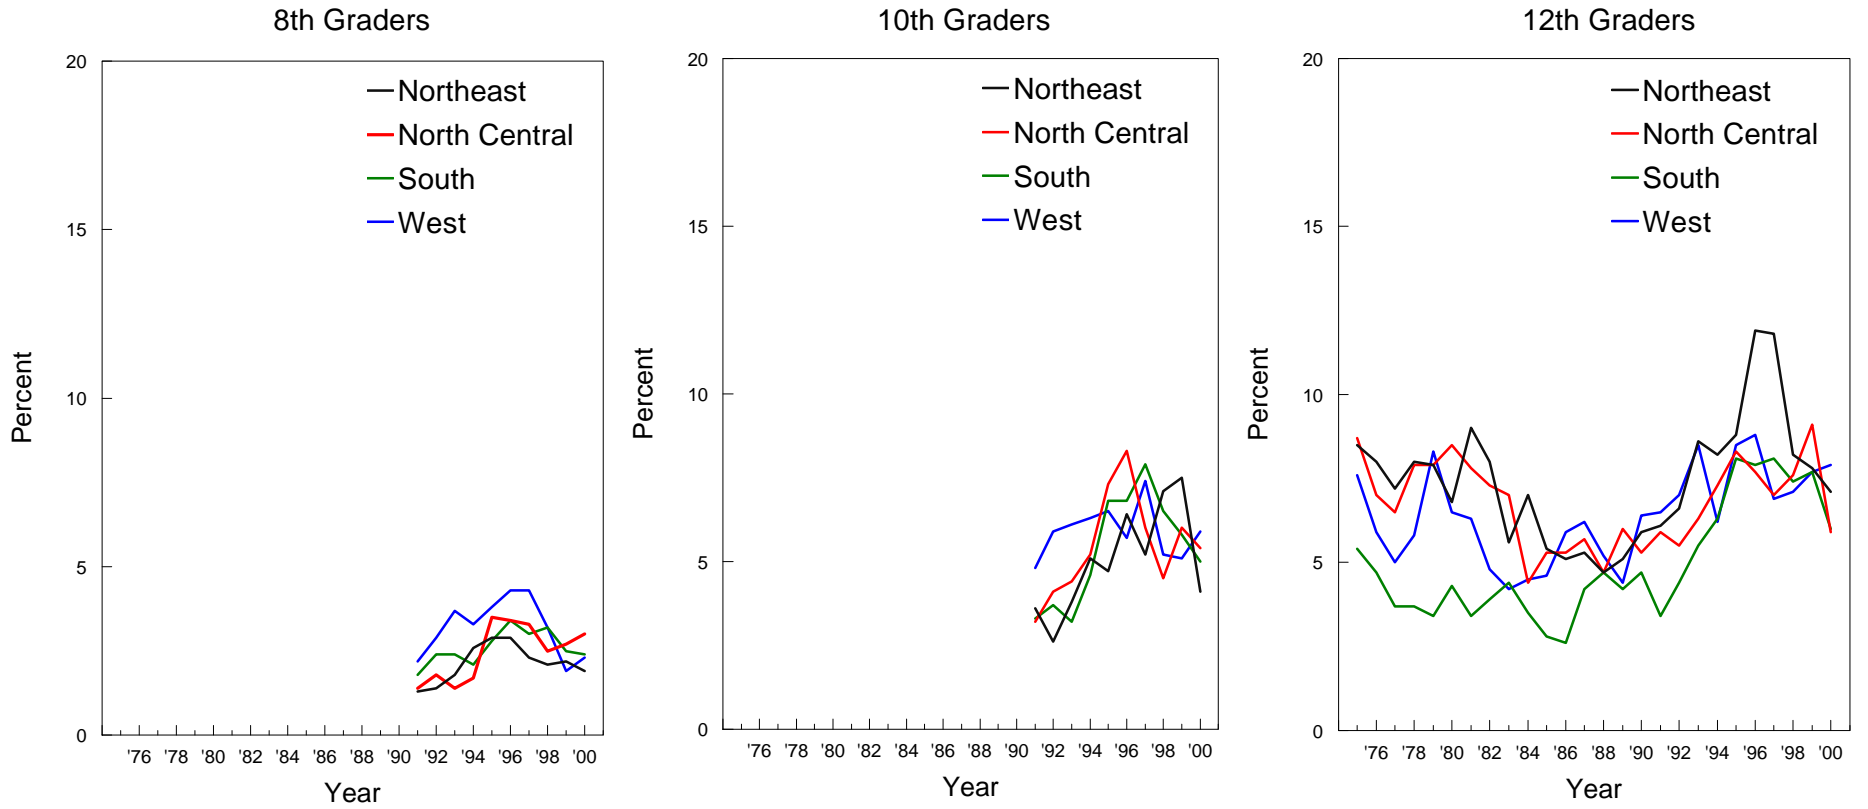 8th Graders
20
15
10
5
0
Percent
Northeast
North Central
South
West
'76 '78 '80 '82 '84 '86 '88 '90 '92 '94 '96 '98 '00
Year
10th Graders
20
15
10
5
0
Percent
Northeast
North Central
South
West
'76 '78 '80 '82 '84 '86 '88 '90 '92 '94 '96 '98 '00
Year
12th Graders
20
15
10
5
0
Percent
Northeast
North Central
South
West
'76 '78 '80 '82 '84 '86 '88 '90 '92 '94 '96 '98 '00
Year